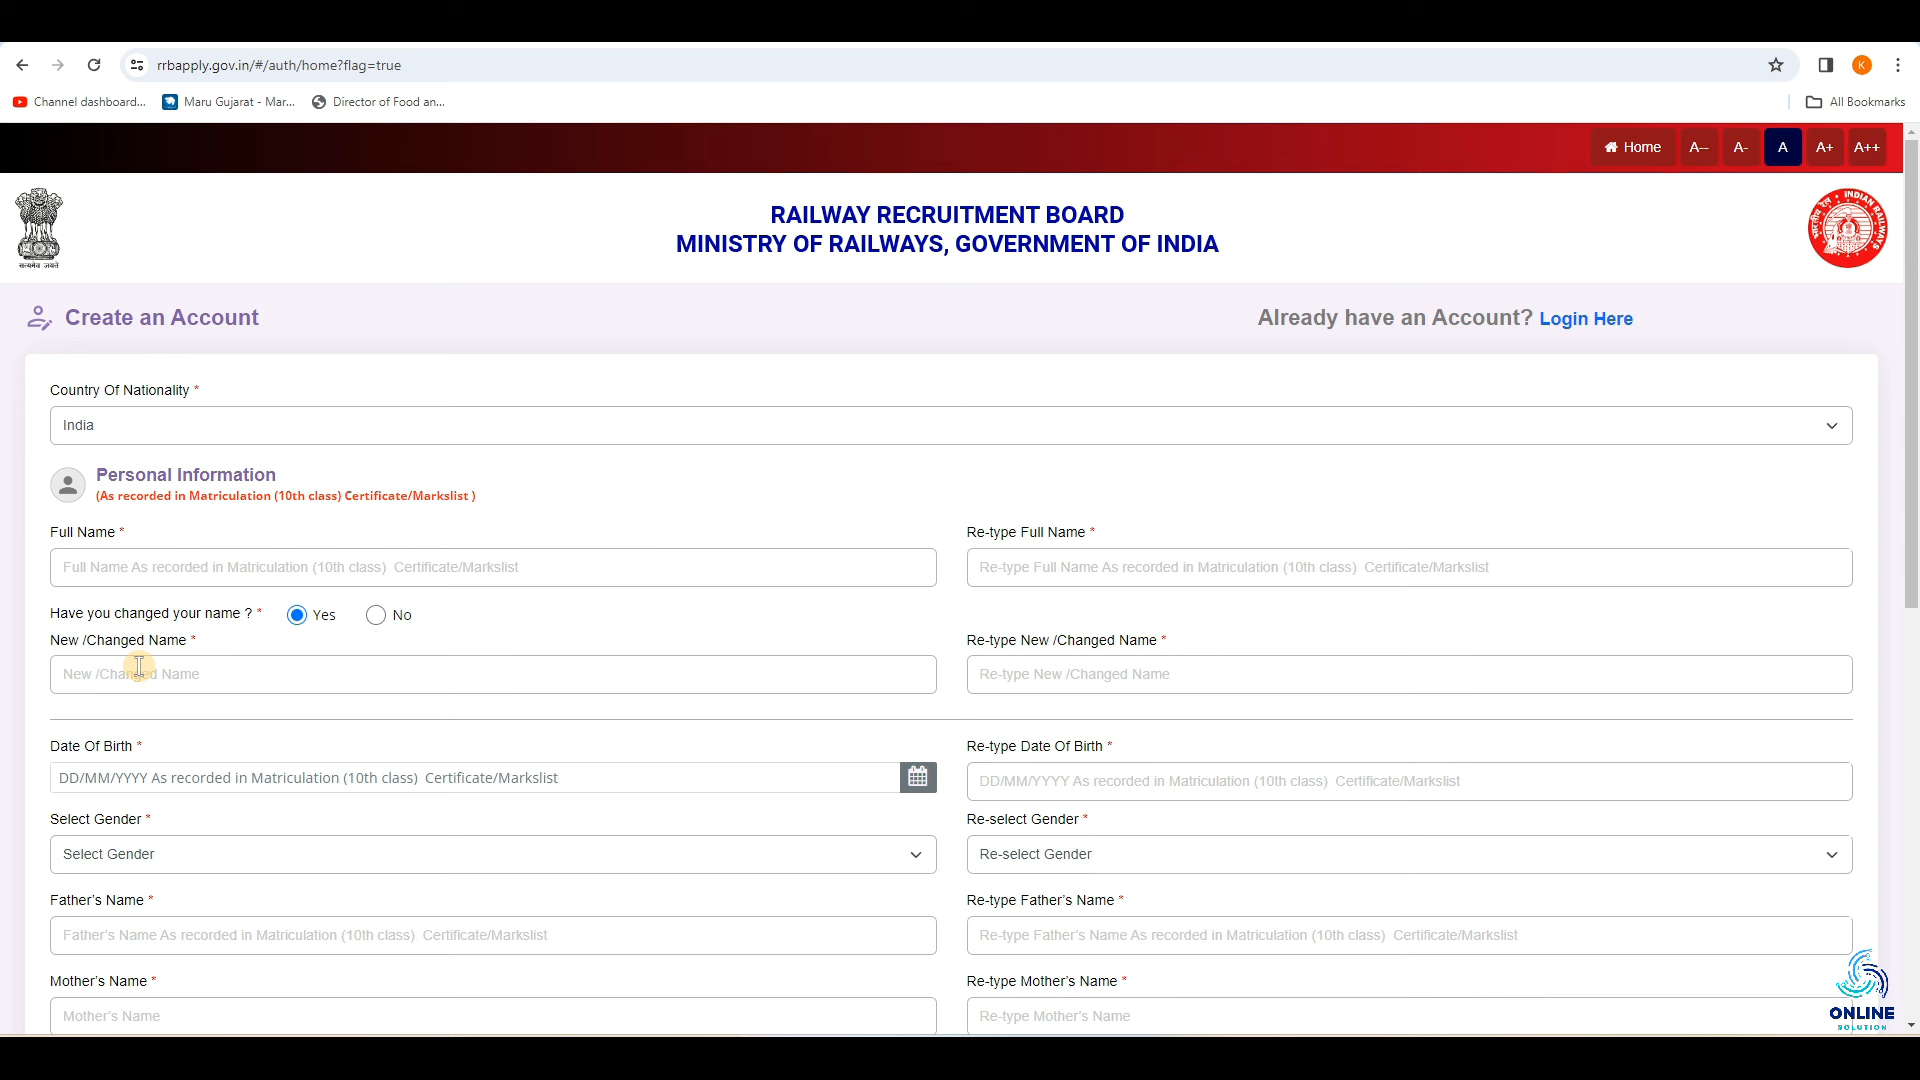 rrbapply.gov.in/#/auth/home?flag=true
K
Channel dashboard...
Maru Gujarat - Mar...
Director of Food an...
All Bookmarks
Home
A--
A-
A
A+
A++
सत्यमेव जयते
RAILWAY RECRUITMENT BOARD
MINISTRY OF RAILWAYS, GOVERNMENT OF INDIA
भारतीय रेल
INDIAN RAILWAYS
Create an Account
Already have an Account? Login Here
Country Of Nationality *
India
Personal Information
(As recorded in Matriculation (10th class) Certificate/Markslist )
Full Name *
Re-type Full Name *
Full Name As recorded in Matriculation (10th class) Certificate/Markslist
Re-type Full Name As recorded in Matriculation (10th class) Certificate/Markslist
Have you changed your name ? * Yes No
New /Changed Name *
Re-type New /Changed Name *
New /Changed Name
Re-type New /Changed Name
Date Of Birth *
Re-type Date Of Birth *
DD/MM/YYYY As recorded in Matriculation (10th class) Certificate/Markslist
DD/MM/YYYY As recorded in Matriculation (10th class) Certificate/Markslist
Select Gender *
Re-select Gender *
Select Gender
Re-select Gender
Father's Name *
Re-type Father's Name *
Father's Name As recorded in Matriculation (10th class) Certificate/Markslist
Re-type Father's Name As recorded in Matriculation (10th class) Certificate/Markslist
Mother's Name *
Re-type Mother's Name *
Mother's Name
Re-type Mother's Name
ONLINE
SOLUTION